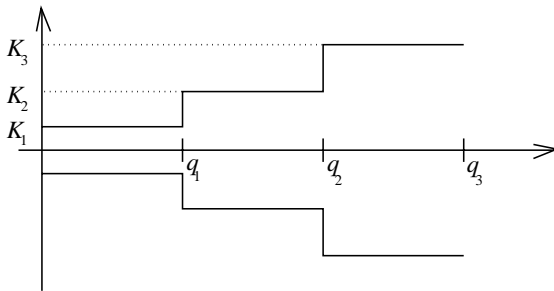 K₃
K₂
K₁
q₁ q₂ q₃